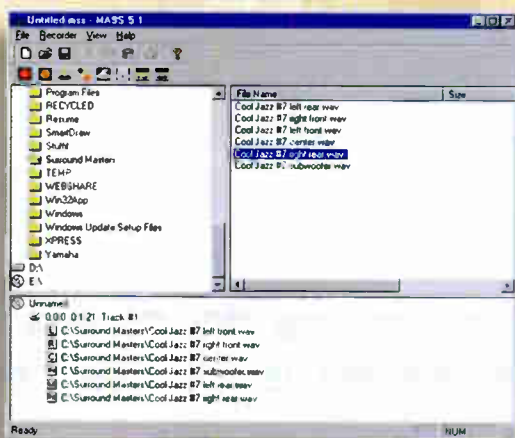 Untitled.mss - MASS 5.1
File Recorder View Help
Program Files
RECYCLED
Resume
SmartDraw
Stuffit
Surround Masters
TEMP
WEBSHARE
Win32App
Windows
Windows Update Setup Files
XPRESS
Yamaha
D:\
E:\
File Name Size
Cool Jazz #7 left rear.wav
Cool Jazz #7 right front.wav
Cool Jazz #7 left front.wav
Cool Jazz #7 center.wav
Cool Jazz #7 right rear.wav
Cool Jazz #7 subwoofer.wav
Unnamed
0:0:0 0:1:21 Track #1
C:\Surround Masters\Cool Jazz #7 left front.wav
C:\Surround Masters\Cool Jazz #7 right front.wav
C:\Surround Masters\Cool Jazz #7 center.wav
C:\Surround Masters\Cool Jazz #7 subwoofer.wav
C:\Surround Masters\Cool Jazz #7 left rear.wav
C:\Surround Masters\Cool Jazz #7 right rear.wav
Ready NUM